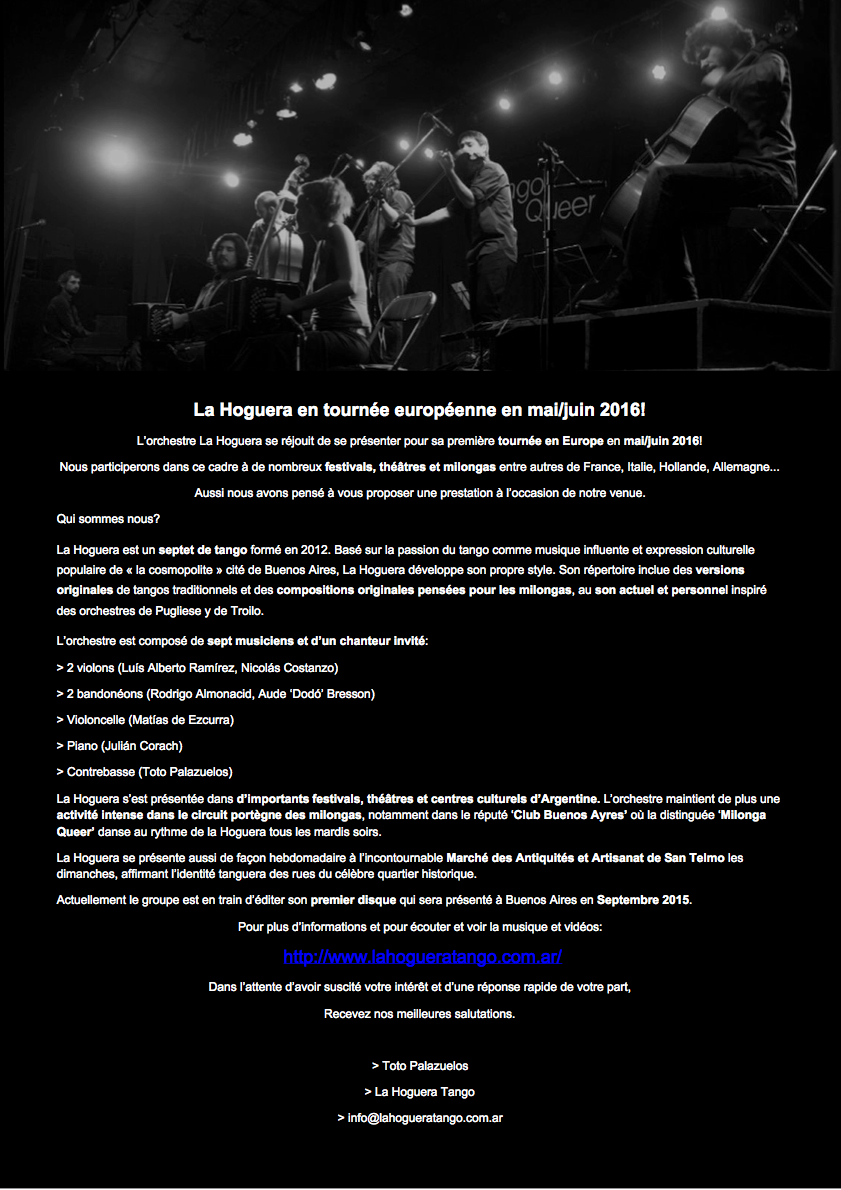 ngo
Queer
La Hoguera en tournée européenne en mai/juin 2016!
L'orchestre La Hoguera se réjouit de se présenter pour sa première tournée en Europe en mai/juin 2016!
Nous participerons dans ce cadre à de nombreux festivals, théâtres et milongas entre autres de France, Italie, Hollande, Allemagne...
Aussi nous avons pensé à vous proposer une prestation à l'occasion de notre venue.
Qui sommes nous?
La Hoguera est un septet de tango formé en 2012. Basé sur la passion du tango comme musique influente et expression culturelle
populaire de « la cosmopolite » cité de Buenos Aires, La Hoguera développe son propre style. Son répertoire inclue des versions
originales de tangos traditionnels et des compositions originales pensées pour les milongas, au son actuel et personnel inspiré
des orchestres de Pugliese y de Troilo.
L'orchestre est composé de sept musiciens et d'un chanteur invité:
> 2 violons (Luís Alberto Ramírez, Nicolás Costanzo)
> 2 bandonéons (Rodrigo Almonacid, Aude 'Dodó' Bresson)
> Violoncelle (Matías de Ezcurra)
> Piano (Julián Corach)
> Contrebasse (Toto Palazuelos)
La Hoguera s'est présentée dans d'importants festivals, théâtres et centres culturels d'Argentine. L'orchestre maintient de plus une
activité intense dans le circuit portègne des milongas, notamment dans le réputé 'Club Buenos Ayres' où la distinguée 'Milonga
Queer' danse au rythme de la Hoguera tous les mardis soirs.
La Hoguera se présente aussi de façon hebdomadaire à l'incontournable Marché des Antiquités et Artisanat de San Telmo les
dimanches, affirmant l'identité tanguera des rues du célèbre quartier historique.
Actuellement le groupe est en train d'éditer son premier disque qui sera présenté à Buenos Aires en Septembre 2015.
Pour plus d'informations et pour écouter et voir la musique et vidéos:
http://www.lahogueratango.com.ar/
Dans l'attente d'avoir suscité votre intérêt et d'une réponse rapide de votre part,
Recevez nos meilleures salutations.
> Toto Palazuelos
> La Hoguera Tango
> info@lahogueratango.com.ar